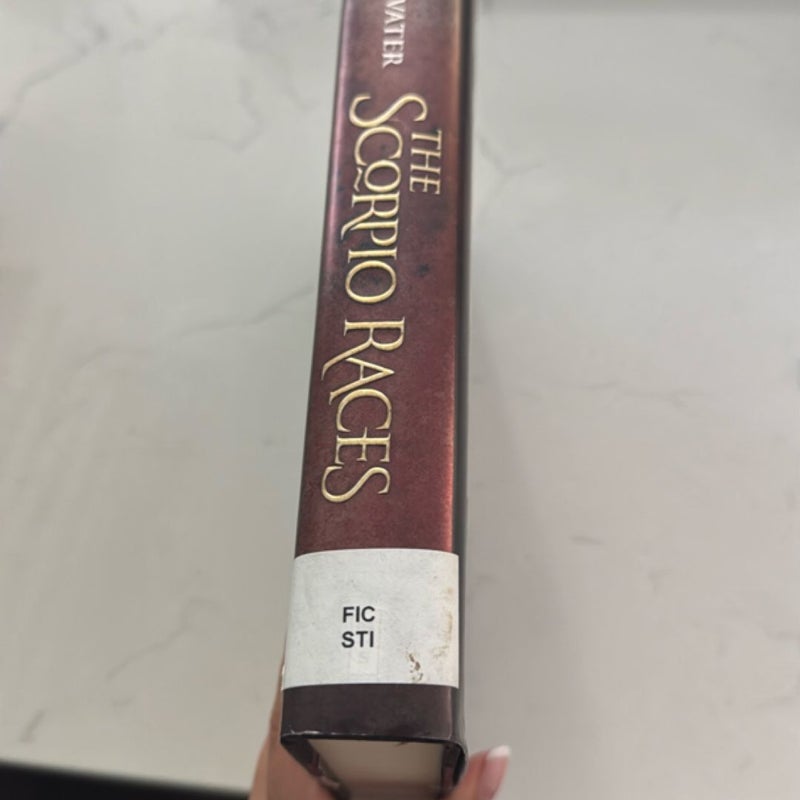 VATER
THE
SCORPIO RACES
FIC
STI